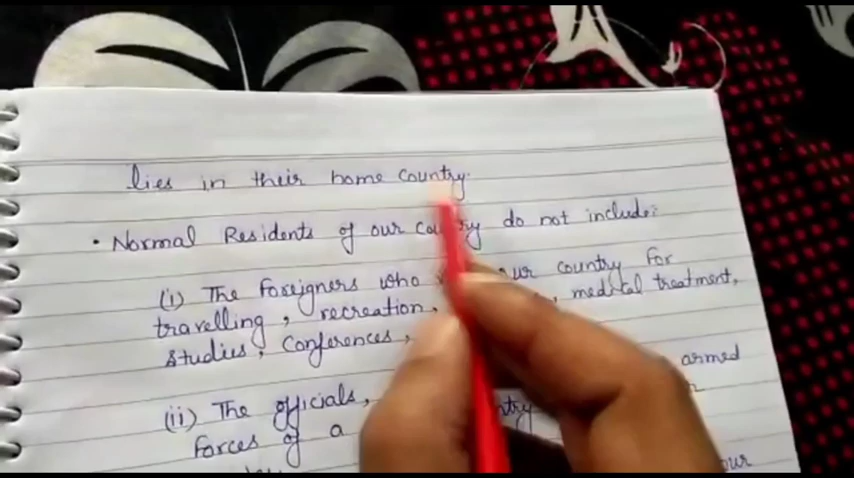 lies in their home country.
• Normal Residents of our country do not include:
(i) The foreigners who our country for
travelling, recreation, medical treatment,
studies, conferences,
(ii) The officials, armed
forces of a
our